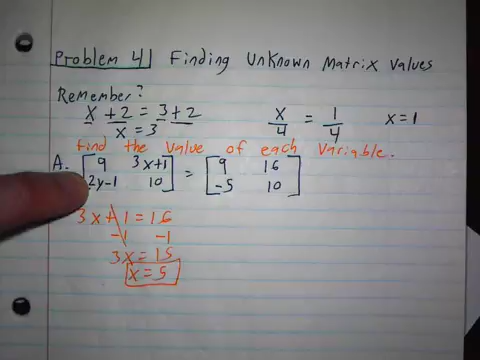 Problem 4 Finding Unknown Matrix Values
Remember?
x + 2 = 3 + 2
x = 3
x/4 = 1/4 x = 1
find the value of each variable.
A. [ 9 3x+1 ] = [ 9 16 ]
[ 2y-1 10 ] [ -5 10 ]
3x + 1 = 16
-1 -1
3x = 15
x = 5